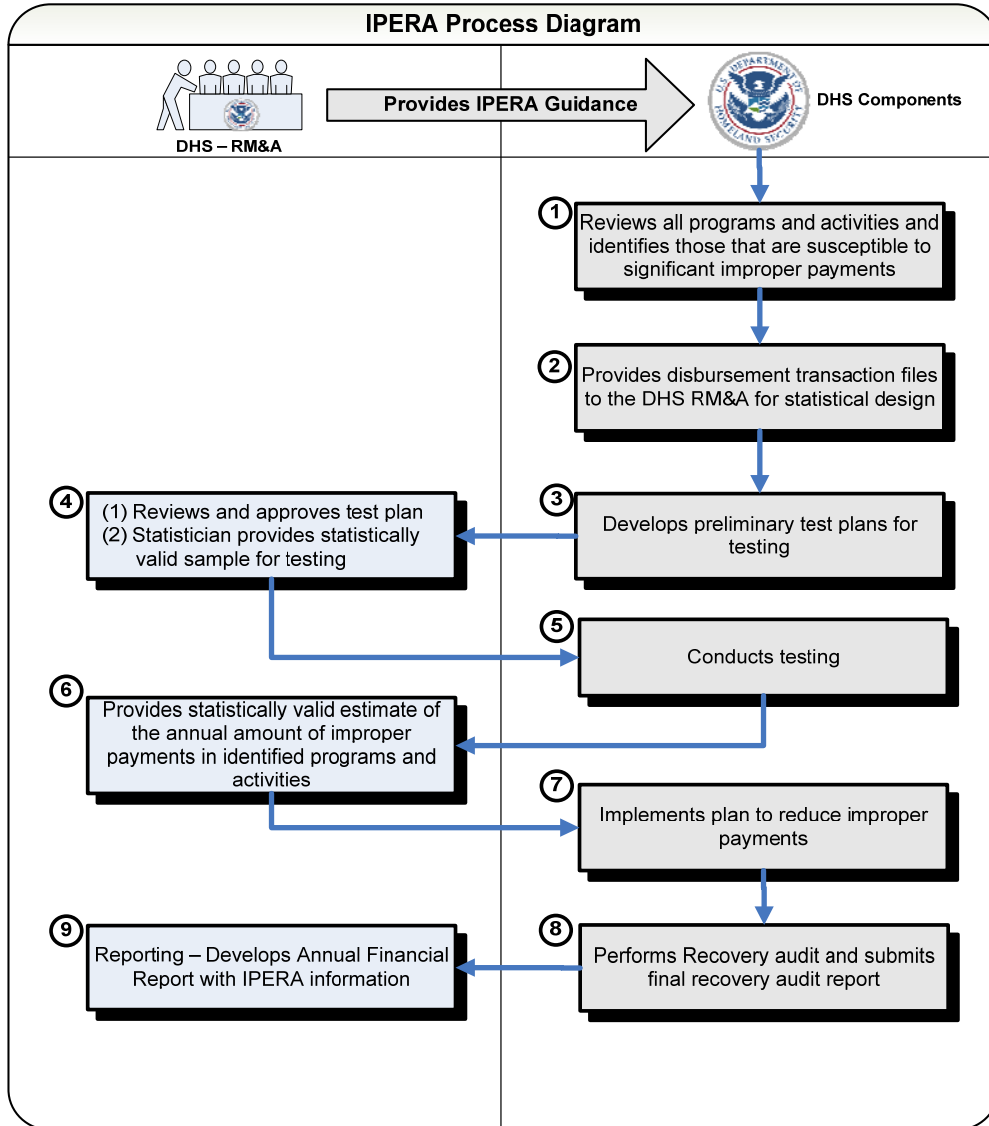 IPERA Process Diagram
Provides IPERA Guidance
U.S. DEPARTMENT OF
HOMELAND SECURITY
DHS Components
DHS – RM&A
1
Reviews all programs and activities and
identifies those that are susceptible to
significant improper payments
2
Provides disbursement transaction files
to the DHS RM&A for statistical design
3
Develops preliminary test plans for
testing
4
(1) Reviews and approves test plan
(2) Statistician provides statistically
valid sample for testing
5
Conducts testing
6
Provides statistically valid estimate of
the annual amount of improper
payments in identified programs and
activities
7
Implements plan to reduce improper
payments
8
Performs Recovery audit and submits
final recovery audit report
9
Reporting – Develops Annual Financial
Report with IPERA information